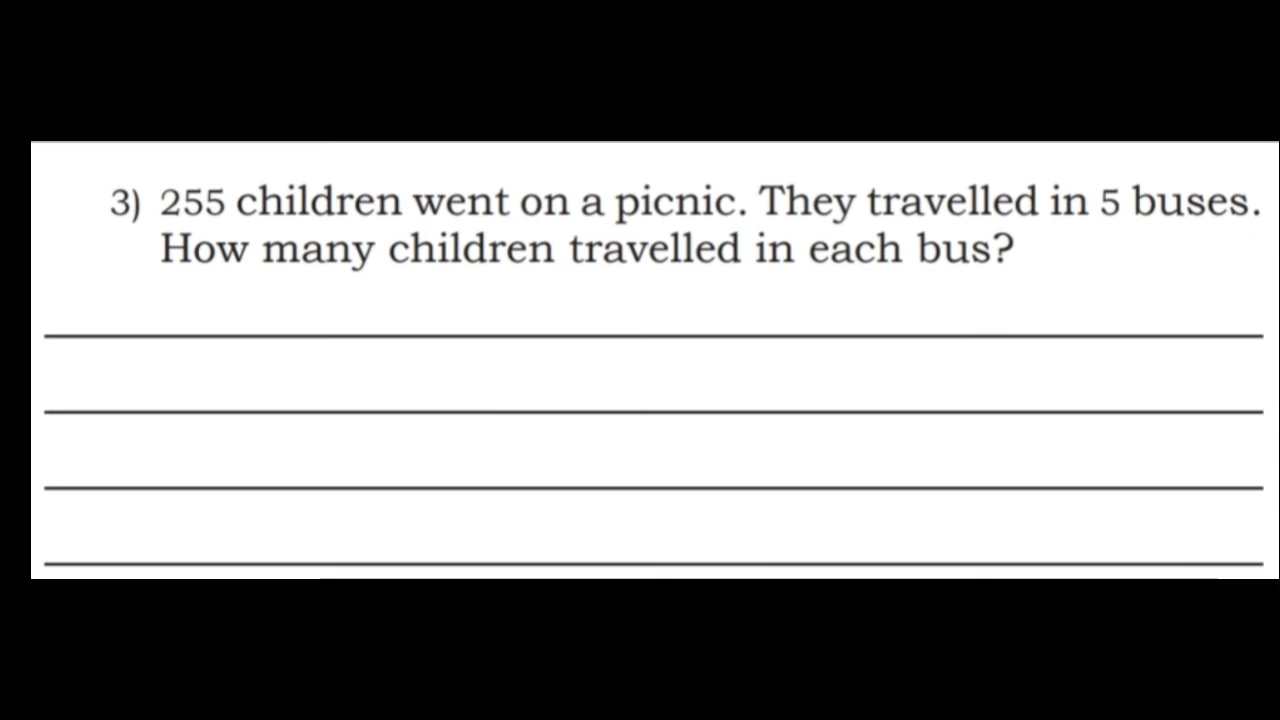 3) 255 children went on a picnic. They travelled in 5 buses.
How many children travelled in each bus?